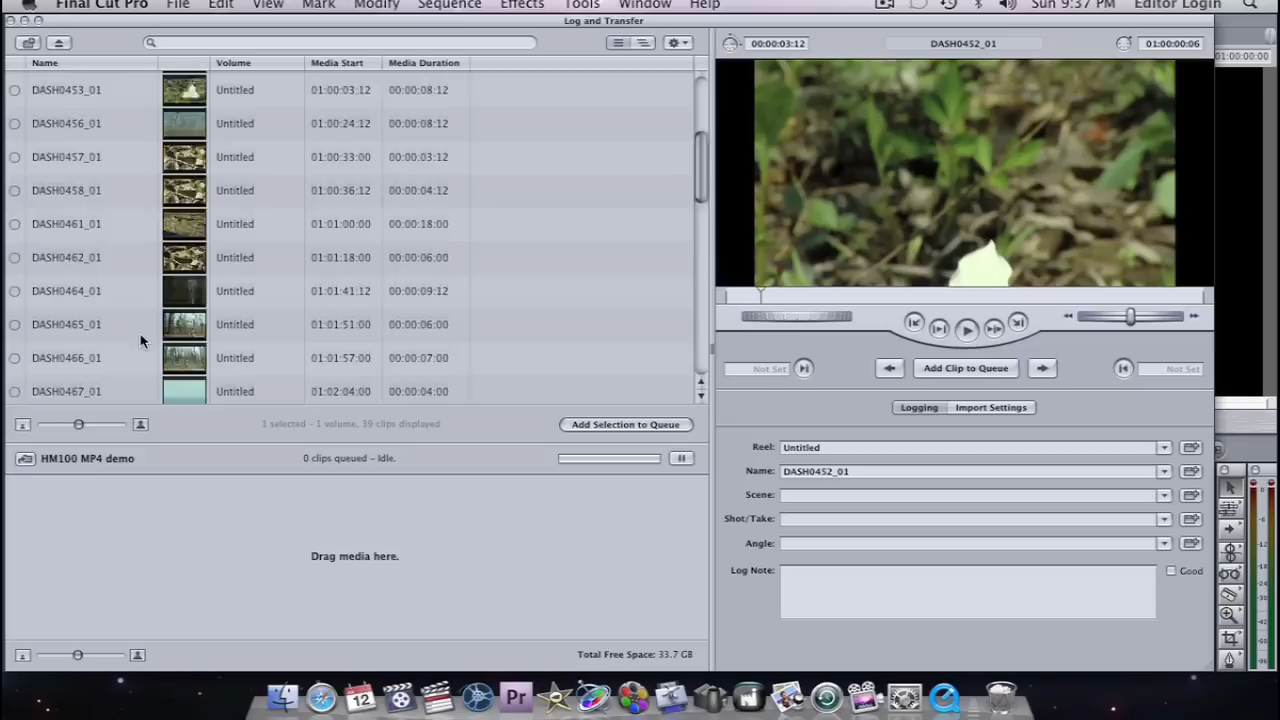 Final Cut Pro File Edit View Mark Modify Sequence Effects Tools Window Help Sun 9:37 PM Editor Login
Log and Transfer
Name Volume Media Start Media Duration
DASH0453_01 Untitled 01:00:03:12 00:00:08:12
DASH0456_01 Untitled 01:00:24:12 00:00:08:12
DASH0457_01 Untitled 01:00:33:00 00:00:03:12
DASH0458_01 Untitled 01:00:36:12 00:00:04:12
DASH0461_01 Untitled 01:01:00:00 00:00:18:00
DASH0462_01 Untitled 01:01:18:00 00:00:06:00
DASH0464_01 Untitled 01:01:41:12 00:00:09:12
DASH0465_01 Untitled 01:01:51:00 00:00:06:00
DASH0466_01 Untitled 01:01:57:00 00:00:07:00
DASH0467_01 Untitled 01:02:04:00 00:00:04:00
1 selected – 1 volume, 39 clips displayed Add Selection to Queue
HM100 MP4 demo 0 clips queued – Idle.
Drag media here.
Total Free Space: 33.7 GB
00:00:03:12 DASH0452_01 01:00:00:06
01:00:00:00
Not Set Add Clip to Queue Not Set
Logging Import Settings
Reel: Untitled
Name: DASH0452_01
Scene:
Shot/Take:
Angle:
Log Note: Good
12
Pr